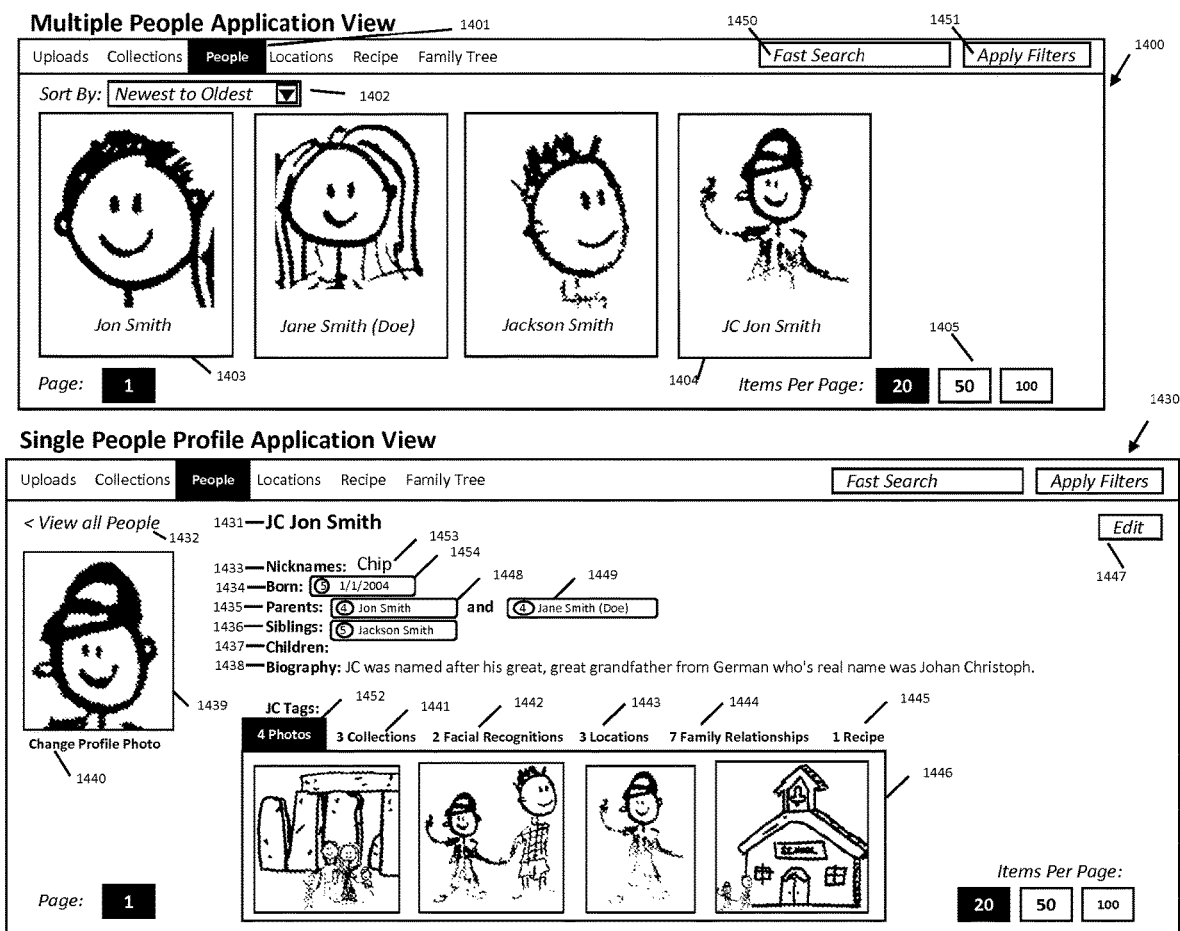 Multiple People Application View
1401
1450
1451
1400
Uploads Collections People Locations Recipe Family Tree Fast Search Apply Filters
Sort By: Newest to Oldest 1402
Jon Smith Jane Smith (Doe) Jackson Smith JC Jon Smith
1403
1404
1405
Page: 1 Items Per Page: 20 50 100
1430
Single People Profile Application View
Uploads Collections People Locations Recipe Family Tree Fast Search Apply Filters
< View all People 1432
1431 JC Jon Smith Edit
1447
1453
1454
1433 Nicknames: Chip
1434 Born: 5 1/1/2004
1448 1449
1435 Parents: 4 Jon Smith and 4 Jane Smith (Doe)
1436 Siblings: 5 Jackson Smith
1437 Children:
1438 Biography: JC was named after his great, great grandfather from German who's real name was Johan Christoph.
1439
Change Profile Photo
1440
JC Tags: 1452 1441 1442 1443 1444 1445
4 Photos 3 Collections 2 Facial Recognitions 3 Locations 7 Family Relationships 1 Recipe
1446
SCHOOL
Items Per Page:
Page: 1 20 50 100